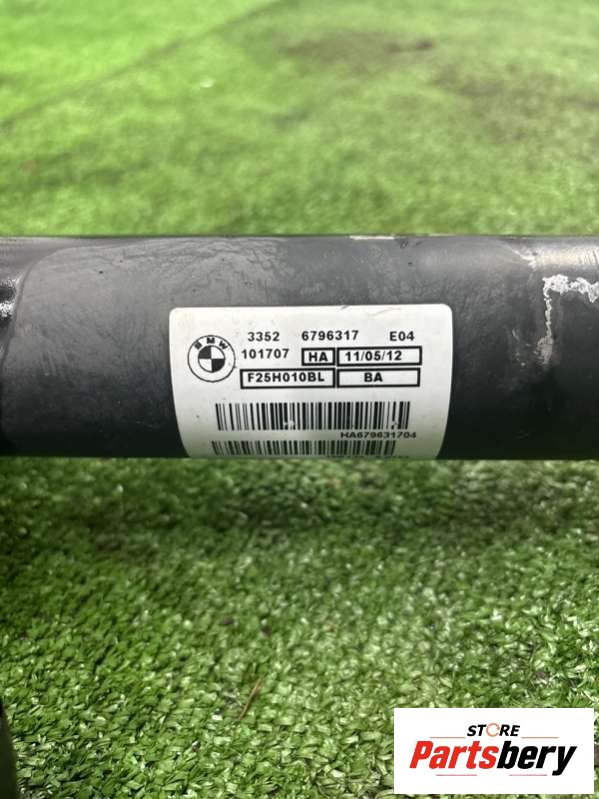 BMW
3352 6796317 E04
101707 HA 11/05/12
F25H010BL BA
HA679631704
STORE
Partsbery